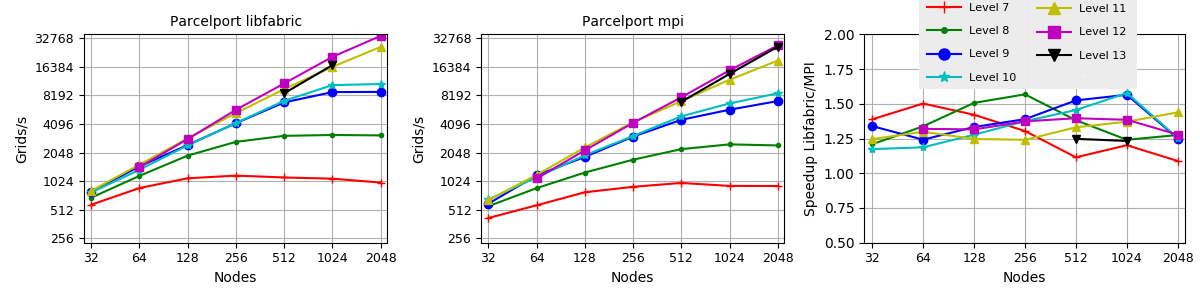 Parcelport libfabric
Grids/s
32768
16384
8192
4096
2048
1024
512
256
32 64 128 256 512 1024 2048
Nodes
Parcelport mpi
Grids/s
32768
16384
8192
4096
2048
1024
512
256
32 64 128 256 512 1024 2048
Nodes
Level 7
Level 8
Level 9
Level 10
Level 11
Level 12
Level 13
Speedup Libfabric/MPI
2.00
1.75
1.50
1.25
1.00
0.75
0.50
32 64 128 256 512 1024 2048
Nodes